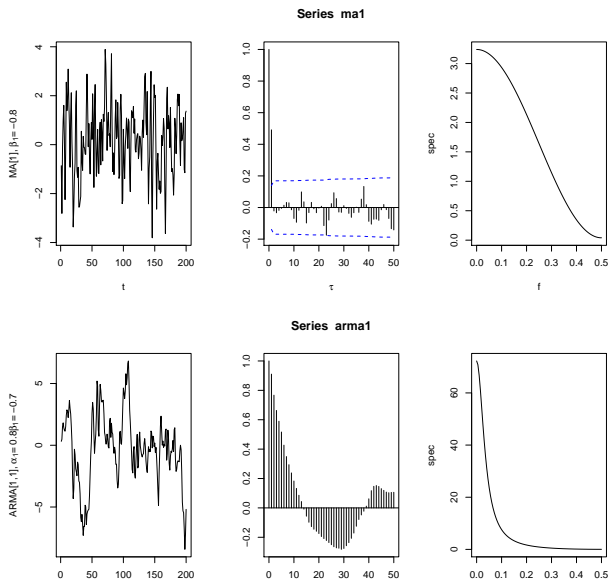 Series ma1
MA[1], β₁=−0.8
4
2
0
−2
−4
0 50 100 150 200
t
1.0
0.8
0.6
0.4
0.2
0.0
−0.2
0 10 20 30 40 50
τ
spec
3.0
2.5
2.0
1.5
1.0
0.5
0.0
0.0 0.1 0.2 0.3 0.4 0.5
f
Series arma1
ARMA[1,1], α₁=0.8β₁=−0.7
5
0
−5
0 50 100 150 200
1.0
0.8
0.6
0.4
0.2
0.0
−0.2
0 10 20 30 40 50
spec
60
40
20
0
0.0 0.1 0.2 0.3 0.4 0.5